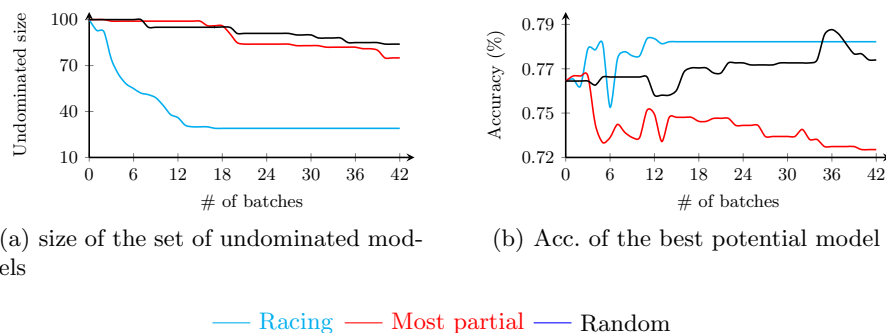 100
70
40
10
Undominated size
0 6 12 18 24 30 36 42
# of batches
(a) size of the set of undominated mod-
els
0.79
0.77
0.75
0.72
Accuracy (%)
0 6 12 18 24 30 36 42
# of batches
(b) Acc. of the best potential model
Racing Most partial Random